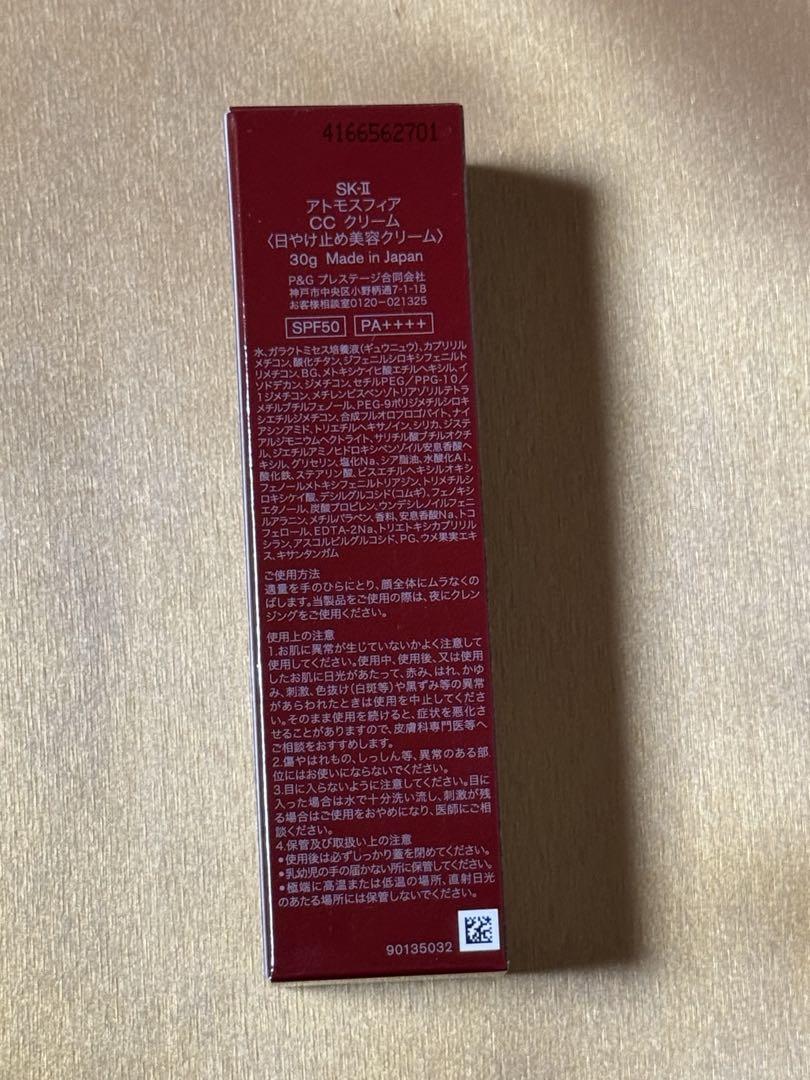 4166562701
SK-II
アトモスフィア
CC クリーム
〈日やけ止め美容クリーム〉
30g Made in Japan
P&G プレステージ合同会社
神戸市中央区小野柄通7-1-18
お客様相談室0120-021325
SPF50 PA++++
水、ガラクトミセス培養液(ギュウニュウ)、カプリリル
メチコン、酸化チタン、ジフェニルシロキシフェニルト
リメチコン、BG、メトキシケイヒ酸エチルヘキシル、イ
ソドデカン、ジメチコン、セチルPEG/PPG-10/
1ジメチコン、メチレンビスベンゾトリアゾリルテトラ
メチルブチルフェノール、PEG-9ポリジメチルシロキ
シエチルジメチコン、合成フルオロフロゴパイト、ナイ
アシンアミド、トリエチルヘキサノイン、シリカ、ジステ
アルジモニウムヘクトライト、サリチル酸ブチルオクチ
ル、ジエチルアミノヒドロキシベンゾイル安息香酸ヘ
キシル、グリセリン、塩化Na、シア脂油、水酸化Al、
酸化鉄、ステアリン酸、ビスエチルヘキシルオキシ
フェノールメトキシフェニルトリアジン、トリメチルシ
ロキシケイ酸、デシルグルコシド(コムギ)、フェノキシ
エタノール、炭酸プロピレン、ウンデシレノイルフェニ
ルアラニン、メチルパラベン、香料、安息香酸Na、トコ
フェロール、EDTA-2Na、トリエトキシカプリリル
シラン、アスコルビルグルコシド、PG、ウメ果実エキ
ス、キサンタンガム
ご使用方法
適量を手のひらにとり、顔全体にムラなくの
ばします。当製品をご使用の際は、夜にクレン
ジングをご使用ください。
使用上の注意
1.お肌に異常が生じていないかよく注意して
使用してください。使用中、使用後、又は使用
したお肌に日光があたって、赤み、はれ、かゆ
み、刺激、色抜け(白斑等)や黒ずみ等の異常
があらわれたときは使用を中止してくださ
い。そのまま使用を続けると、症状を悪化さ
せることがありますので、皮膚科専門医等へ
ご相談をおすすめします。
2.傷やはれもの、しっしん等、異常のある部
位にはお使いにならないでください。
3.目に入らないように注意してください。目に
入った場合は水で十分洗い流し、刺激が残
る場合はご使用をおやめになり、医師にご相
談ください。
4.保管及び取扱い上の注意
•使用後は必ずしっかり蓋を閉めてください。
•乳幼児の手の届かない所に保管してください。
•極端に高温または低温の場所、直射日光
のあたる場所には保管しないでください。
90135032